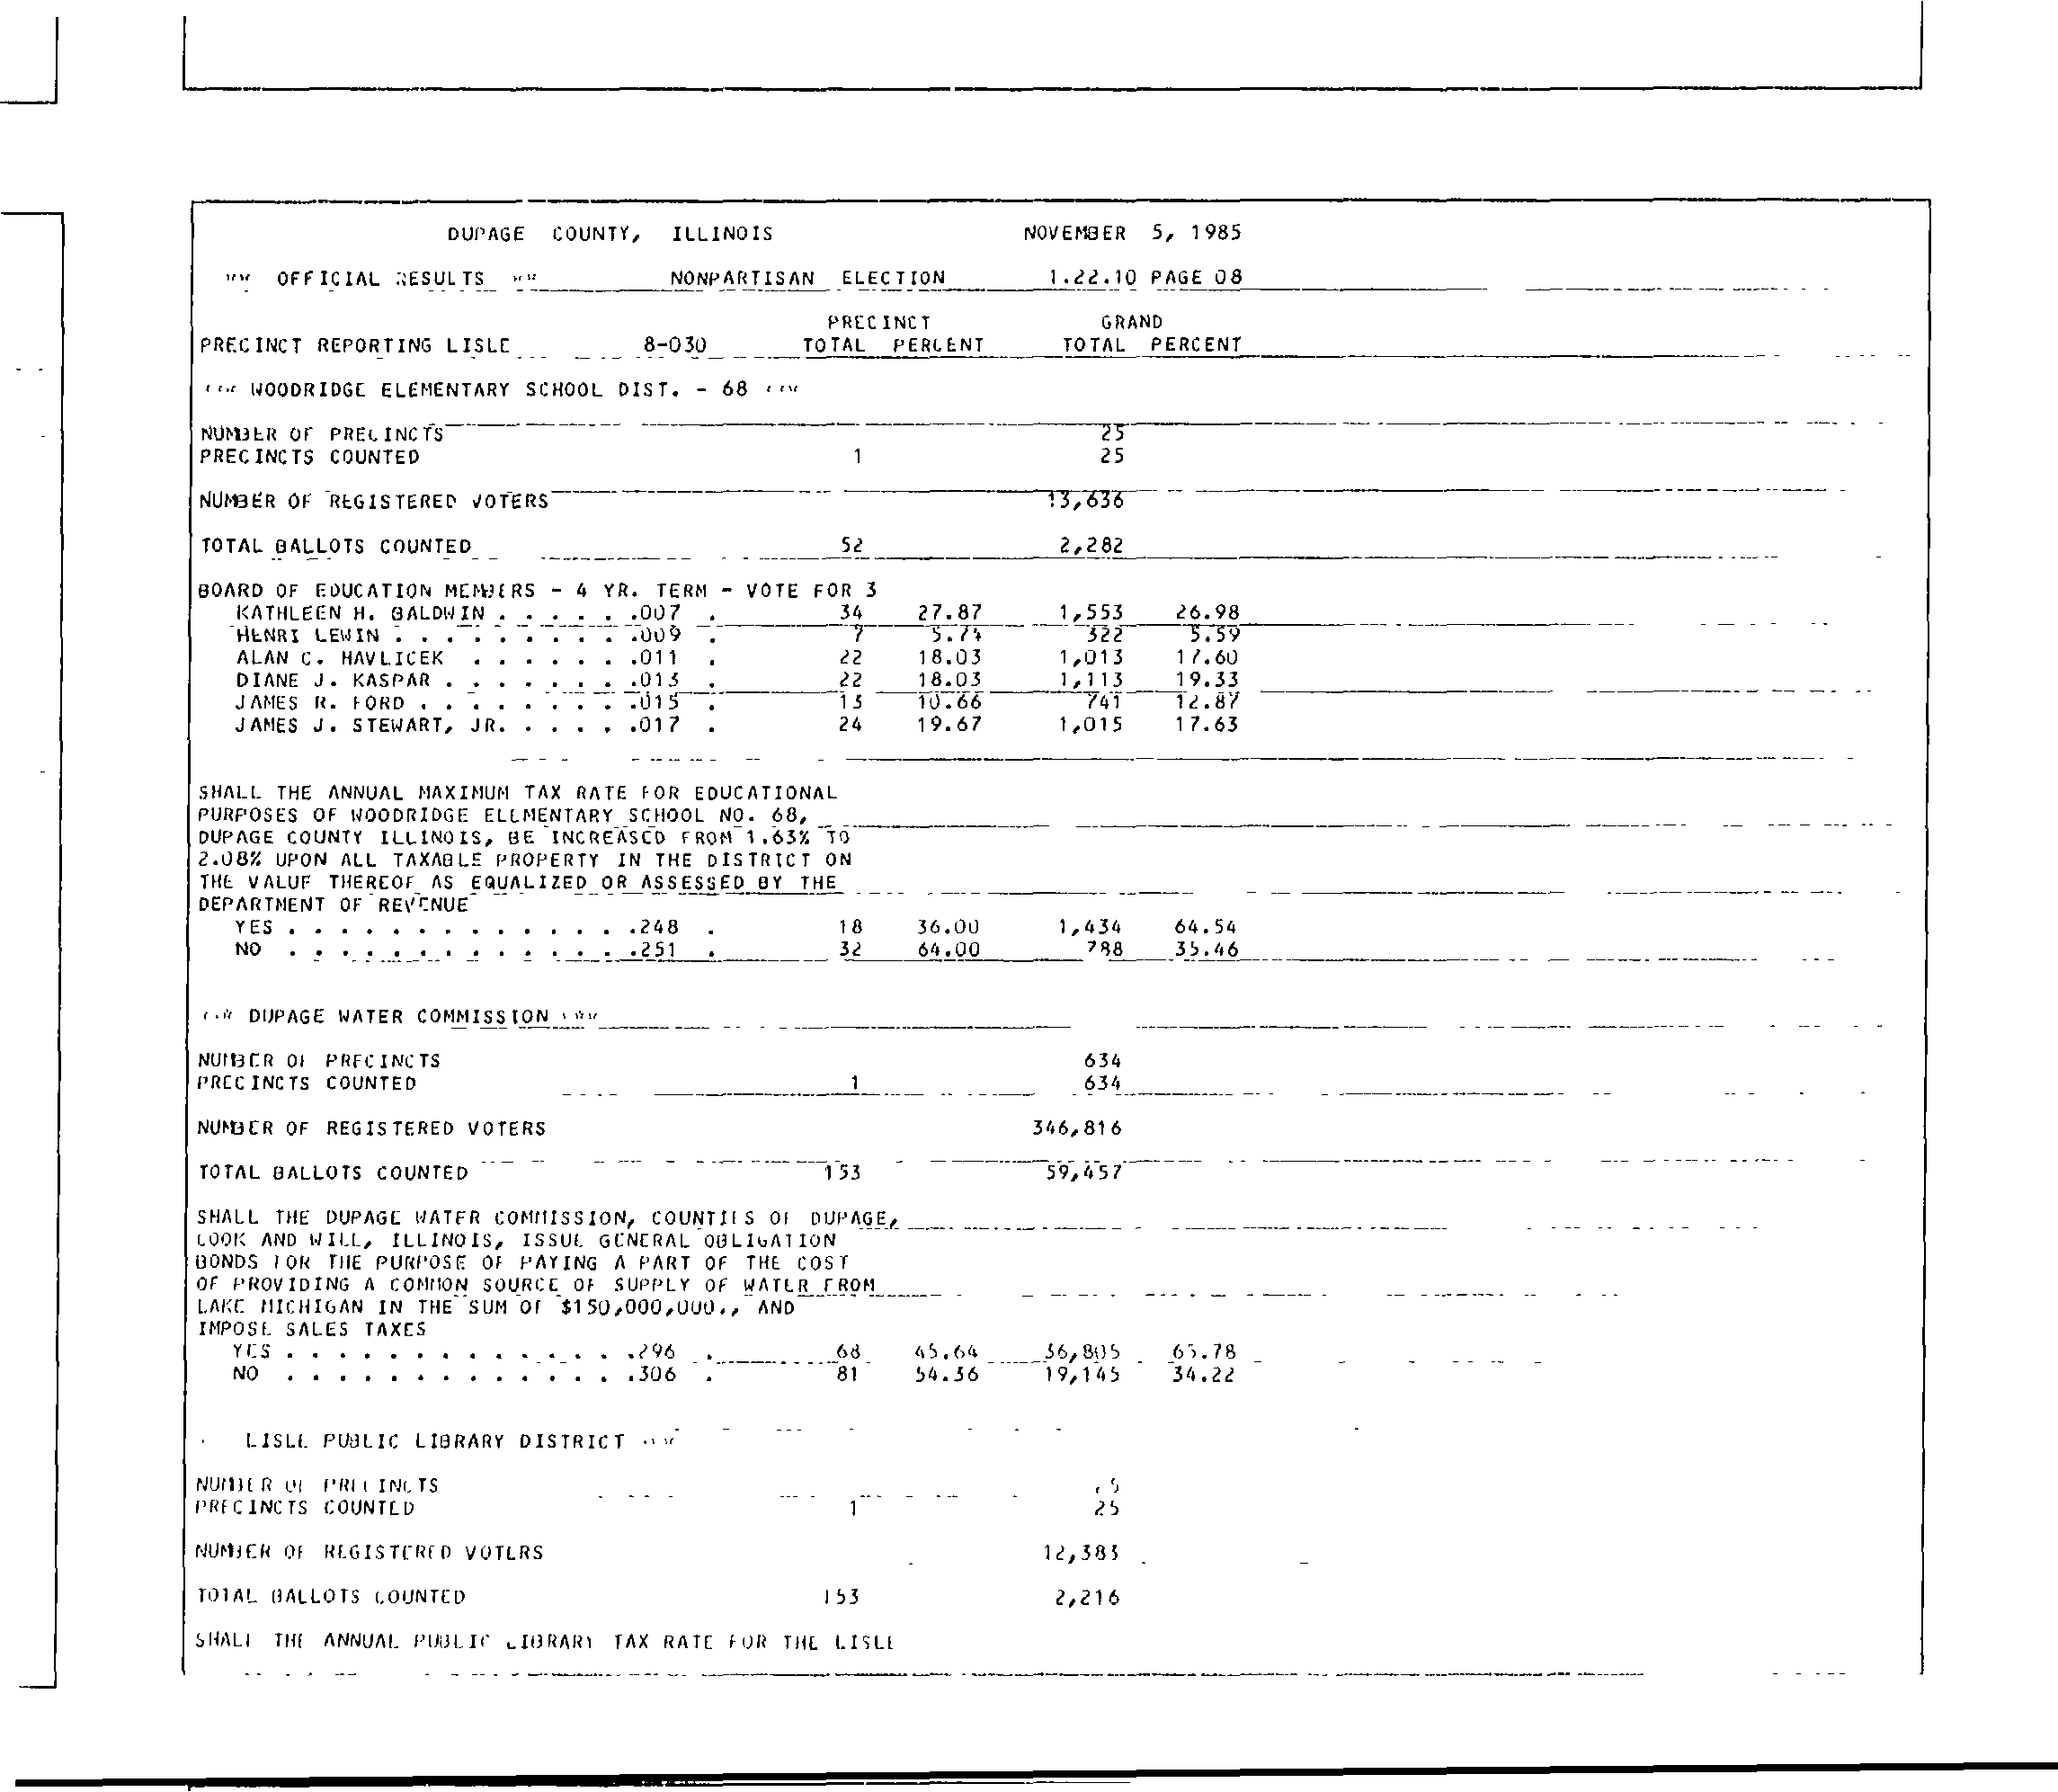 DUPAGE COUNTY, ILLINOIS NOVEMBER 5, 1985
OFFICIAL RESULTS NONPARTISAN ELECTION 1.22.10 PAGE 08
PRECINCT GRAND
PRECINCT REPORTING LISLE 8-030 TOTAL PERCENT TOTAL PERCENT
WOODRIDGE ELEMENTARY SCHOOL DIST. - 68
NUMBER OF PRECINCTS 25
PRECINCTS COUNTED 1 25
NUMBER OF REGISTERED VOTERS 13,636
TOTAL BALLOTS COUNTED 52 2,282
BOARD OF EDUCATION MEMBERS - 4 YR. TERM - VOTE FOR 3
KATHLEEN H. BALDWIN . . . . . .007 . 34 27.87 1,553 26.98
HENRI LEWIN . . . . . . . . . .009 . 7 5.74 322 5.59
ALAN C. HAVLICEK . . . . . . .011 . 22 18.03 1,013 17.60
DIANE J. KASPAR . . . . . . . .013 . 22 18.03 1,113 19.33
JAMES R. FORD . . . . . . . . .015 . 13 10.66 741 12.87
JAMES J. STEWART, JR. . . . . .017 . 24 19.67 1,015 17.63
SHALL THE ANNUAL MAXIMUM TAX RATE FOR EDUCATIONAL
PURPOSES OF WOODRIDGE ELEMENTARY SCHOOL NO. 68,
DUPAGE COUNTY ILLINOIS, BE INCREASED FROM 1.63% TO
2.08% UPON ALL TAXABLE PROPERTY IN THE DISTRICT ON
THE VALUE THEREOF AS EQUALIZED OR ASSESSED BY THE
DEPARTMENT OF REVENUE
YES . . . . . . . . . . . . . .248 . 18 36.00 1,434 64.54
NO . . . . . . . . . . . . . .251 . 32 64.00 788 35.46
DUPAGE WATER COMMISSION
NUMBER OF PRECINCTS 634
PRECINCTS COUNTED 1 634
NUMBER OF REGISTERED VOTERS 346,816
TOTAL BALLOTS COUNTED 153 59,457
SHALL THE DUPAGE WATER COMMISSION, COUNTIES OF DUPAGE,
COOK AND WILL, ILLINOIS, ISSUE GENERAL OBLIGATION
BONDS FOR THE PURPOSE OF PAYING A PART OF THE COST
OF PROVIDING A COMMON SOURCE OF SUPPLY OF WATER FROM
LAKE MICHIGAN IN THE SUM OF $150,000,000., AND
IMPOSE SALES TAXES
YES . . . . . . . . . . . . . .296 . 68 45.64 36,805 65.78
NO . . . . . . . . . . . . . .306 . 81 54.36 19,145 34.22
LISLE PUBLIC LIBRARY DISTRICT
NUMBER OF PRECINCTS
PRECINCTS COUNTED 1 25
NUMBER OF REGISTERED VOTERS 12,383
TOTAL BALLOTS COUNTED 153 2,216
SHALL THE ANNUAL PUBLIC LIBRARY TAX RATE FOR THE LISLE